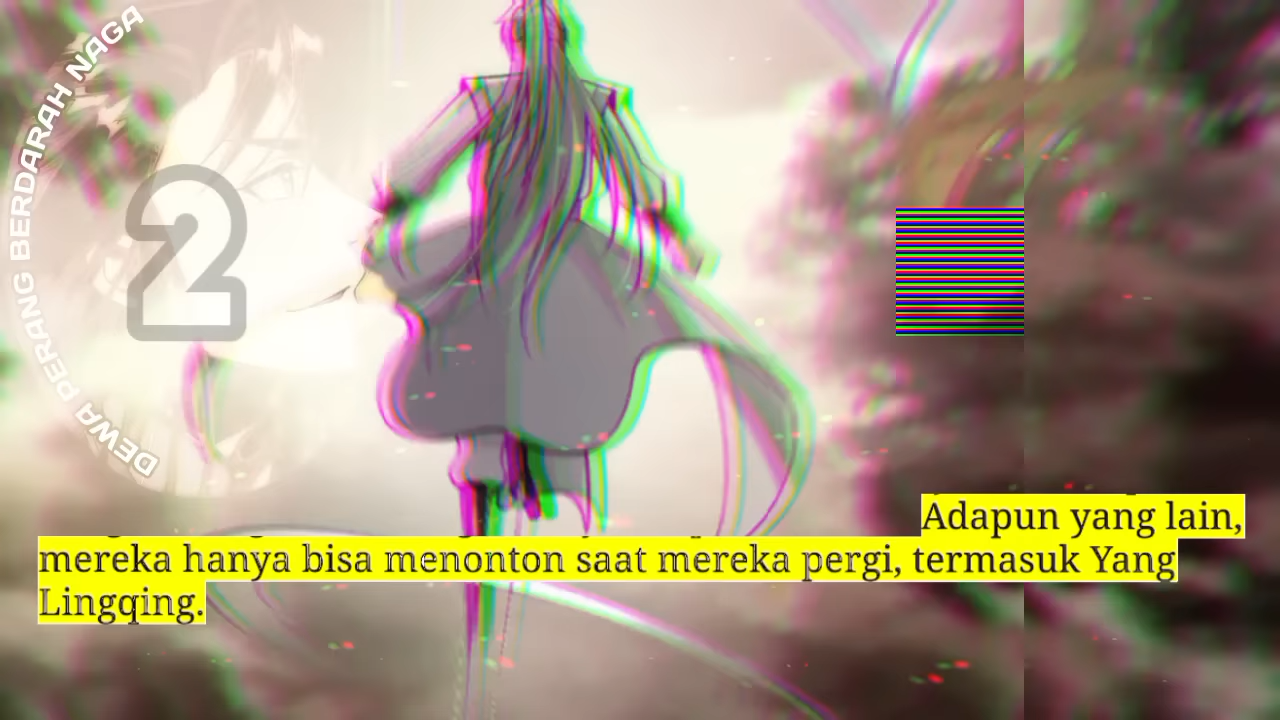 DEWA PERANG BERDARAH NAGA
2
Adapun yang lain,
mereka hanya bisa menonton saat mereka pergi, termasuk Yang
Lingqing.